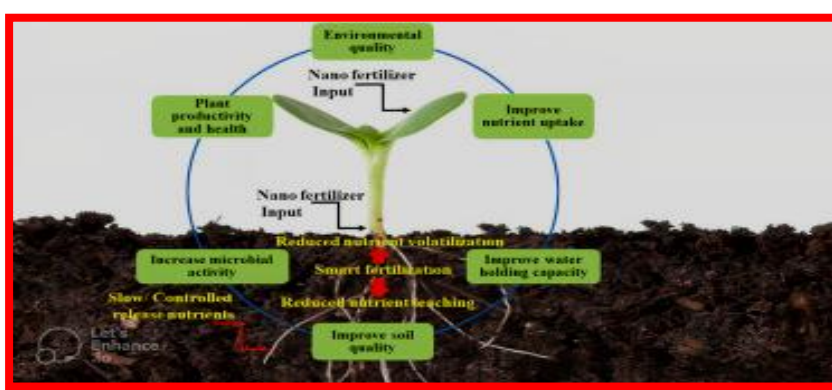 Environmental
quality
Nano fertilizer
Input
Plant
productivity
and health
Improve
nutrient uptake
Nano fertilizer
Input
Reduced nutrient volatilization
Increase microbial
activity
Smart fertilization
Improve water
holding capacity
Slow/ Controlled
release nutrients
Reduced nutrient leaching
Improve soil
quality
Let's
Enhance
.io